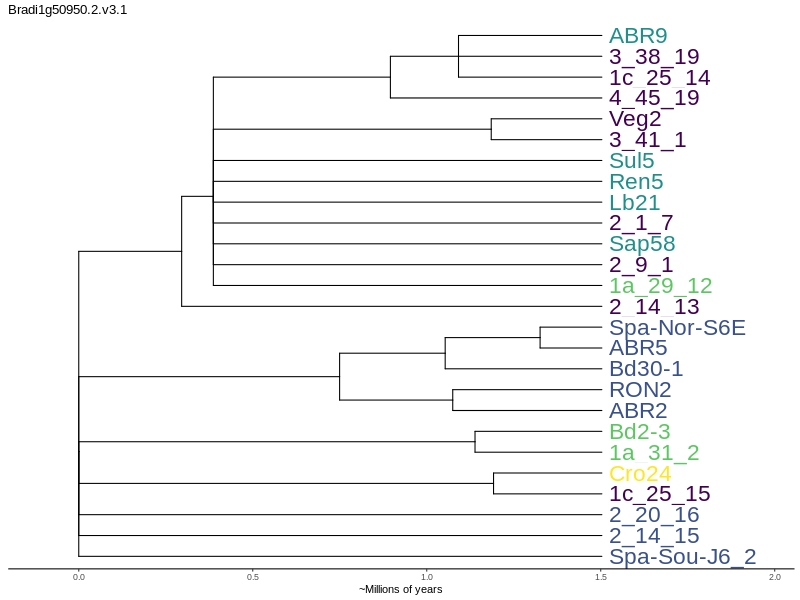 Bradi1g50950.2.v3.1
ABR9
3_38_19
1c_25_14
4_45_19
Veg2
3_41_1
Sul5
Ren5
Lb21
2_1_7
Sap58
2_9_1
1a_29_12
2_14_13
Spa-Nor-S6E
ABR5
Bd30-1
RON2
ABR2
Bd2-3
1a_31_2
Cro24
1c_25_15
2_20_16
2_14_15
Spa-Sou-J6_2
0.0 0.5 1.0 1.5 2.0
~Millions of years